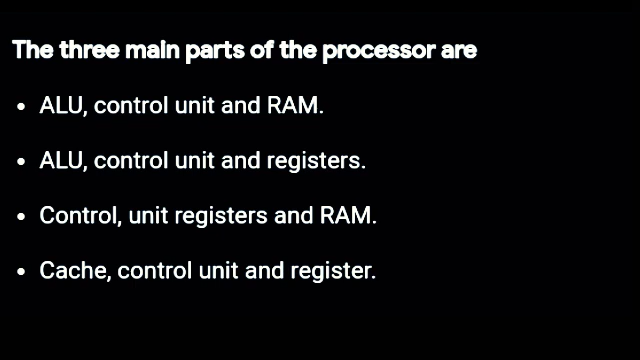 The three main parts of the processor are
• ALU, control unit and RAM.
• ALU, control unit and registers.
• Control, unit registers and RAM.
• Cache, control unit and register.